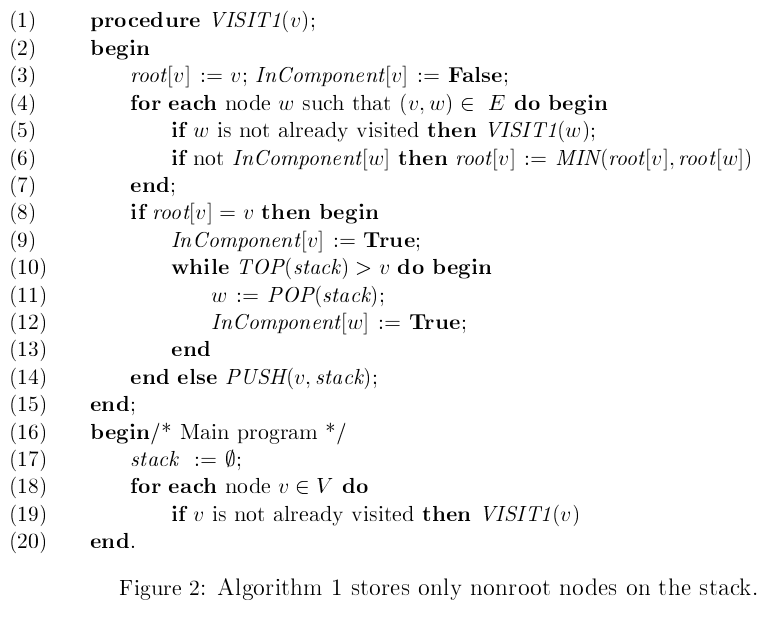 (1) procedure VISIT1(v);
(2) begin
(3) root[v] := v; InComponent[v] := False;
(4) for each node w such that (v, w) ∈ E do begin
(5) if w is not already visited then VISIT1(w);
(6) if not InComponent[w] then root[v] := MIN(root[v], root[w])
(7) end;
(8) if root[v] = v then begin
(9) InComponent[v] := True;
(10) while TOP(stack) > v do begin
(11) w := POP(stack);
(12) InComponent[w] := True;
(13) end
(14) end else PUSH(v, stack);
(15) end;
(16) begin/* Main program */
(17) stack := ∅;
(18) for each node v ∈ V do
(19) if v is not already visited then VISIT1(v)
(20) end.
Figure 2: Algorithm 1 stores only nonroot nodes on the stack.